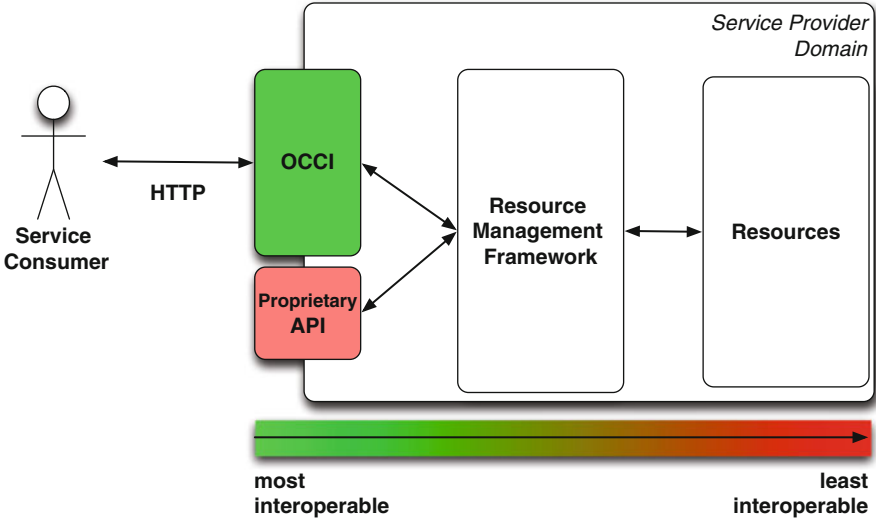 Service Provider
Domain
OCCI
HTTP
Service
Consumer
Proprietary
API
Resource
Management
Framework
Resources
most
interoperable
least
interoperable